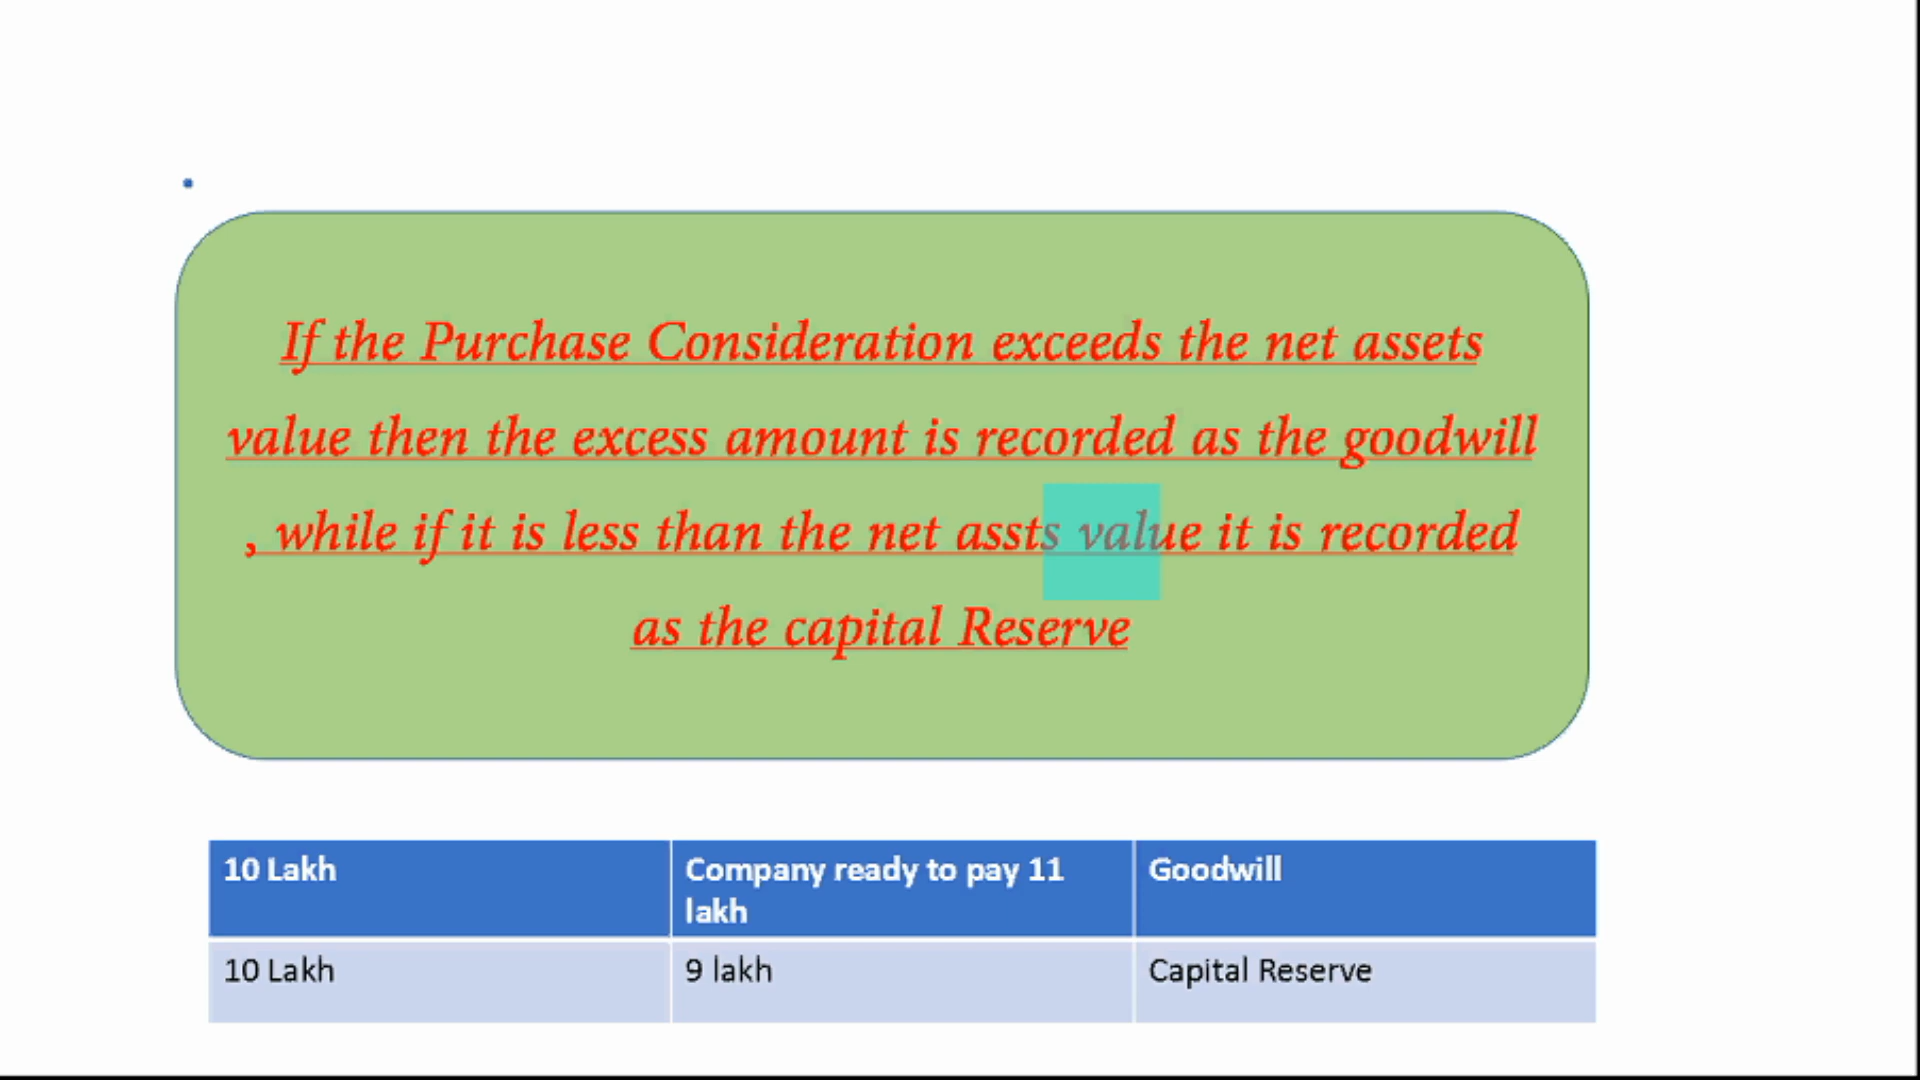 If the Purchase Consideration exceeds the net assets
value then the excess amount is recorded as the goodwill
, while if it is less than the net assts value it is recorded
as the capital Reserve
10 Lakh
Company ready to pay 11
lakh
Goodwill
10 Lakh
9 lakh
Capital Reserve